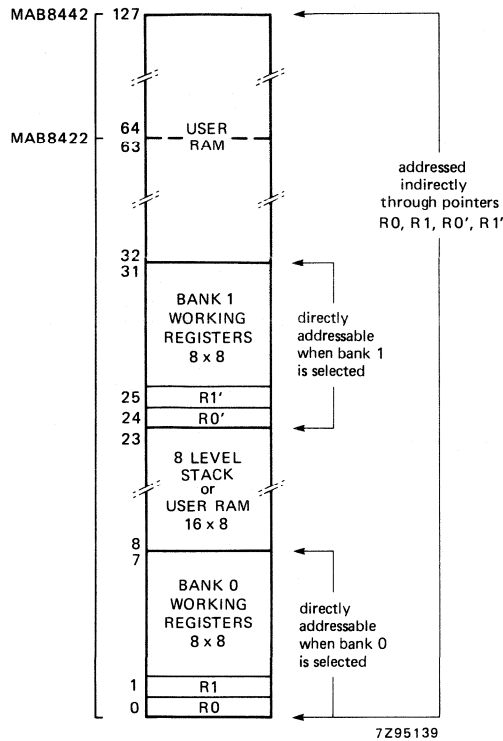 MAB8442 127
64
MAB8422
63
USER
RAM
addressed
indirectly
through pointers
R0, R1, R0', R1'
32
31
BANK 1
WORKING
REGISTERS
8 x 8
directly
addressable
when bank 1
is selected
25 R1'
24 R0'
23
8 LEVEL
STACK
or
USER RAM
16 x 8
8
7
BANK 0
WORKING
REGISTERS
8 x 8
directly
addressable
when bank 0
is selected
1 R1
0 R0
7Z95139